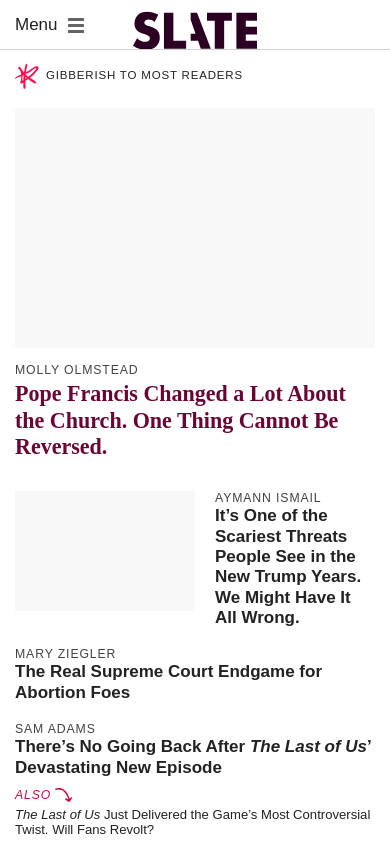 Menu
SLATE
GIBBERISH TO MOST READERS
MOLLY OLMSTEAD
Pope Francis Changed a Lot About
the Church. One Thing Cannot Be
Reversed.
AYMANN ISMAIL
It’s One of the
Scariest Threats
People See in the
New Trump Years.
We Might Have It
All Wrong.
MARY ZIEGLER
The Real Supreme Court Endgame for
Abortion Foes
SAM ADAMS
There’s No Going Back After The Last of Us’
Devastating New Episode
ALSO
The Last of Us Just Delivered the Game’s Most Controversial
Twist. Will Fans Revolt?